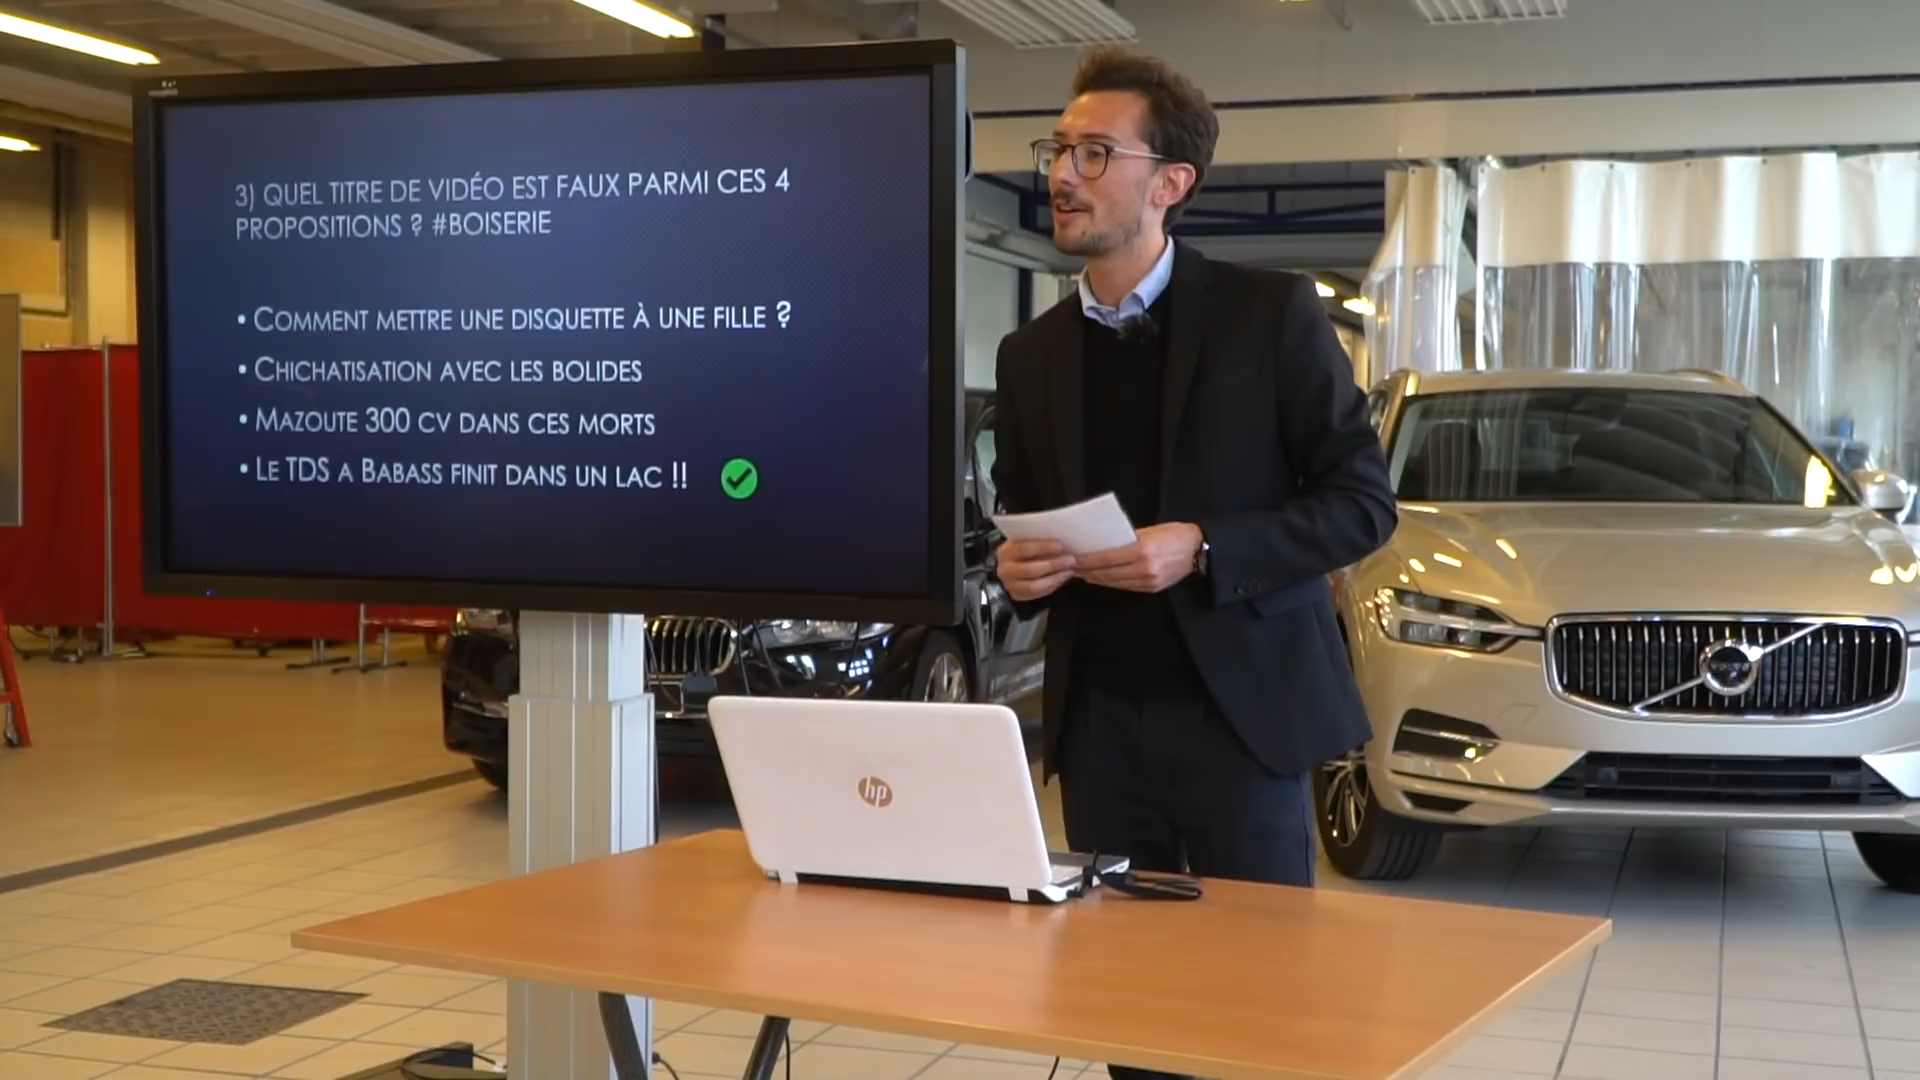 3) QUEL TITRE DE VIDÉO EST FAUX PARMI CES 4
PROPOSITIONS ? #BOISERIE
• COMMENT METTRE UNE DISQUETTE À UNE FILLE ?
• CHICHATISATION AVEC LES BOLIDES
• MAZOUTE 300 CV DANS CES MORTS
• LE TDS A BABASS FINIT DANS UN LAC !!
hp
VOLVO